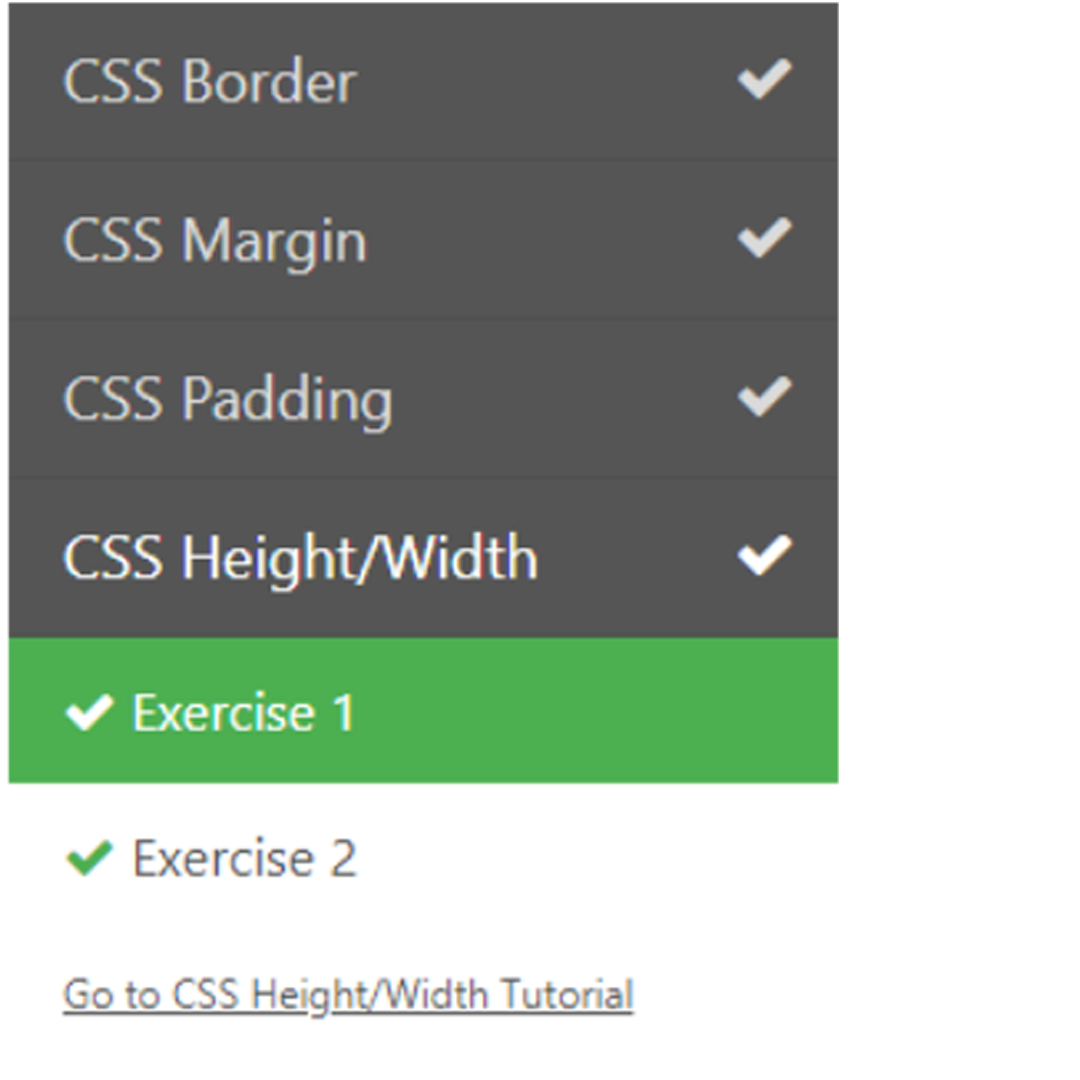 CSS Border
CSS Margin
CSS Padding
CSS Height/Width
Exercise 1
Exercise 2
Go to CSS Height/Width Tutorial